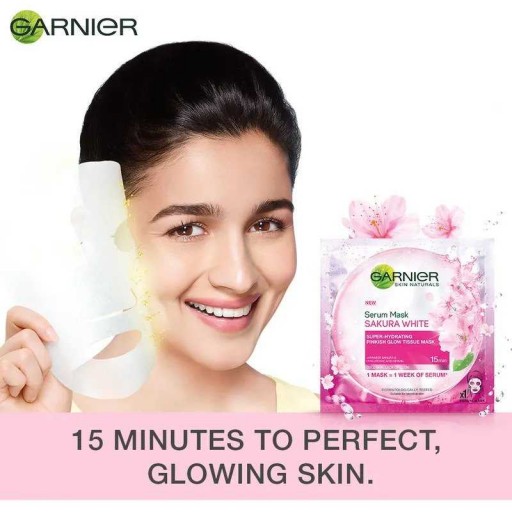 GARNIER
GARNIER
SKIN NATURALS
NEW
Serum Mask
SAKURA WHITE
SUPER-HYDRATING
PINKISH GLOW TISSUE MASK
15
1 MASK = 1 WEEK OF SERUM*
x1
15 MINUTES TO PERFECT,
GLOWING SKIN.